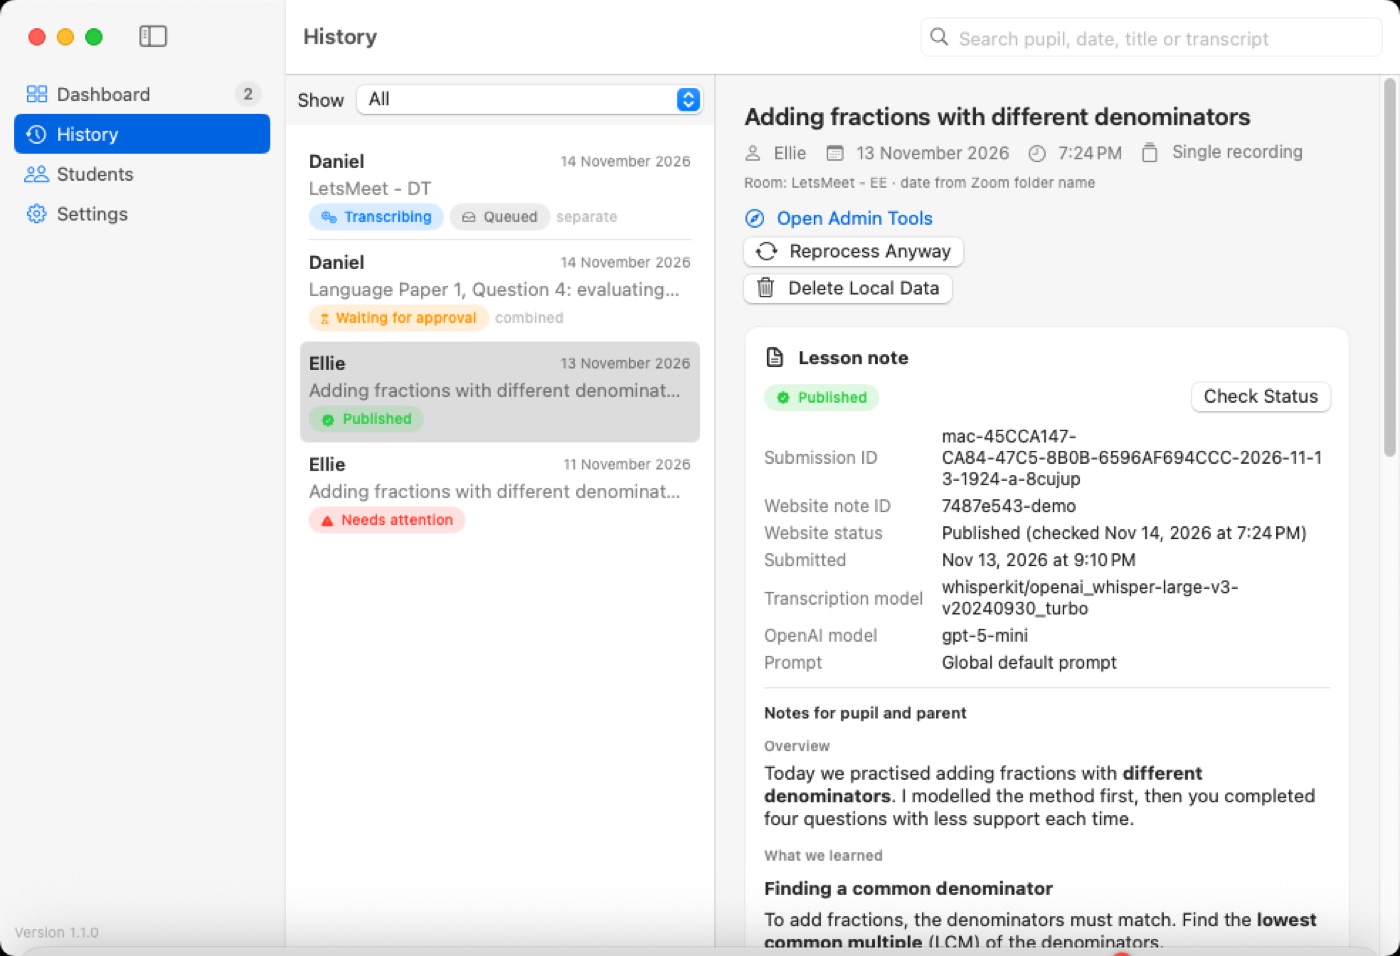 History
Search pupil, date, title or transcript
Dashboard 2
History
Students
Settings
Version 1.1.0
Show All
Daniel 14 November 2026
LetsMeet - DT
Transcribing Queued separate
Daniel 14 November 2026
Language Paper 1, Question 4: evaluating...
Waiting for approval combined
Ellie 13 November 2026
Adding fractions with different denominat...
Published
Ellie 11 November 2026
Adding fractions with different denominat...
Needs attention
Adding fractions with different denominators
Ellie 13 November 2026 7:24 PM Single recording
Room: LetsMeet - EE · date from Zoom folder name
Open Admin Tools
Reprocess Anyway
Delete Local Data
Lesson note
Published Check Status
Submission ID mac-45CCA147-
CA84-47C5-8B0B-6596AF694CCC-2026-11-1
3-1924-a-8cujup
Website note ID 7487e543-demo
Website status Published (checked Nov 14, 2026 at 7:24 PM)
Submitted Nov 13, 2026 at 9:10 PM
Transcription model whisperkit/openai_whisper-large-v3-
v20240930_turbo
OpenAI model gpt-5-mini
Prompt Global default prompt
Notes for pupil and parent
Overview
Today we practised adding fractions with different
denominators. I modelled the method first, then you completed
four questions with less support each time.
What we learned
Finding a common denominator
To add fractions, the denominators must match. Find the lowest
common multiple (LCM) of the denominators.